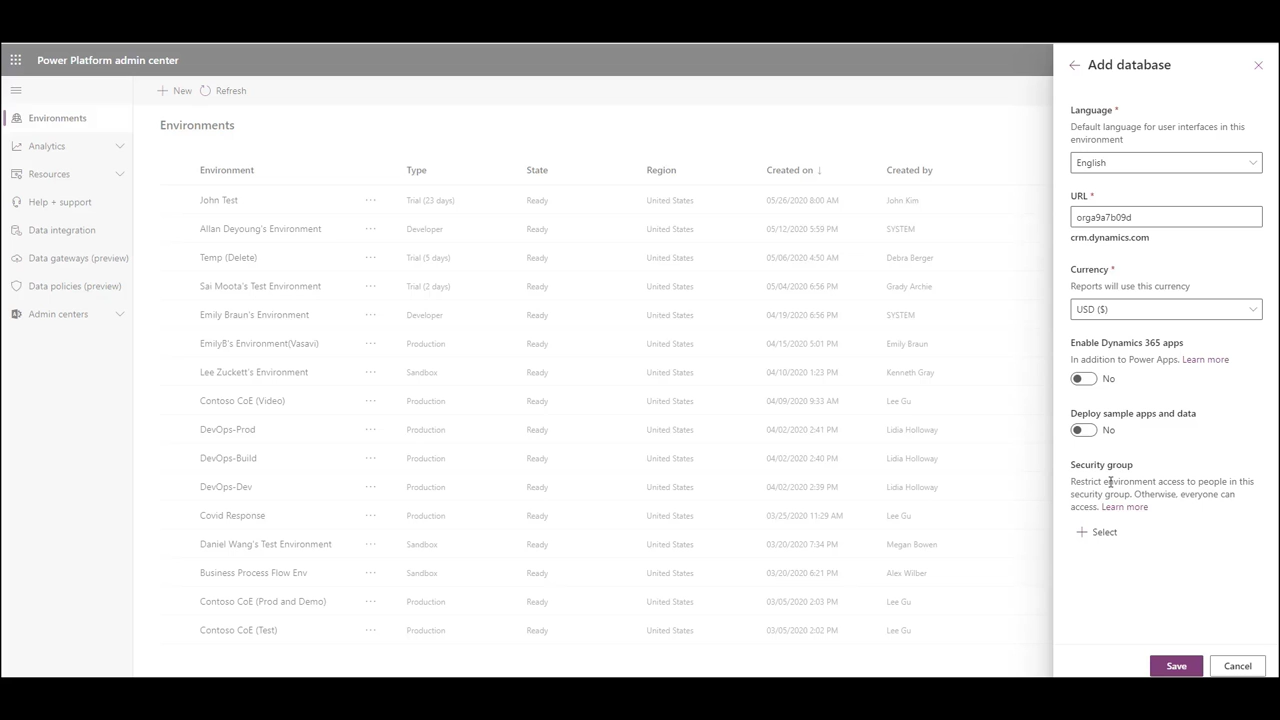 Power Platform admin center
New
Refresh
Environments
Analytics
Resources
Help + support
Data integration
Data gateways (preview)
Data policies (preview)
Admin centers
Environments
Environment Type State Region Created on ↓ Created by
John Test ··· Trial (23 days) Ready United States 05/26/2020 8:00 AM John Kim
Allan Deyoung's Environment ··· Developer Ready United States 05/12/2020 5:59 PM SYSTEM
Temp (Delete) ··· Trial (5 days) Ready United States 05/06/2020 4:50 AM Debra Berger
Sai Moota's Test Environment ··· Trial (2 days) Ready United States 05/04/2020 6:56 PM Grady Archie
Emily Braun's Environment ··· Developer Ready United States 04/19/2020 6:56 PM SYSTEM
EmilyB's Environment(Vasavi) ··· Production Ready United States 04/15/2020 5:01 PM Emily Braun
Lee Zuckett's Environment ··· Sandbox Ready United States 04/10/2020 1:23 PM Kenneth Gray
Contoso CoE (Video) ··· Production Ready United States 04/09/2020 9:33 AM Lee Gu
DevOps-Prod ··· Production Ready United States 04/02/2020 2:41 PM Lidia Holloway
DevOps-Build ··· Production Ready United States 04/02/2020 2:40 PM Lidia Holloway
DevOps-Dev ··· Production Ready United States 04/02/2020 2:39 PM Lidia Holloway
Covid Response ··· Production Ready United States 03/25/2020 11:29 AM Lee Gu
Daniel Wang's Test Environment ··· Sandbox Ready United States 03/20/2020 7:34 PM Megan Bowen
Business Process Flow Env ··· Sandbox Ready United States 03/20/2020 6:21 PM Alex Wilber
Contoso CoE (Prod and Demo) ··· Production Ready United States 03/05/2020 2:03 PM Lee Gu
Contoso CoE (Test) ··· Production Ready United States 03/05/2020 2:02 PM Lee Gu
Add database
Language *
Default language for user interfaces in this
environment
English
URL *
orga9a7b09d
crm.dynamics.com
Currency *
Reports will use this currency
USD ($)
Enable Dynamics 365 apps
In addition to Power Apps. Learn more
No
Deploy sample apps and data
No
Security group
Restrict environment access to people in this
security group. Otherwise, everyone can
access. Learn more
Select
Save
Cancel